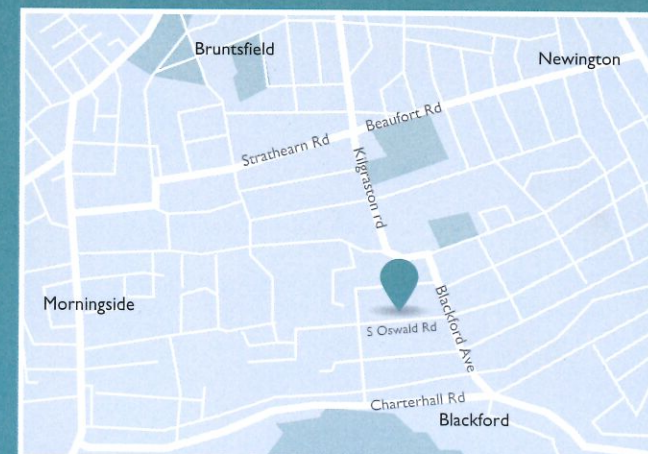 Bruntsfield
Newington
Beaufort Rd
Strathearn Rd
Kilgraston rd
Morningside
Blackford Ave
S Oswald Rd
Charterhall Rd
Blackford